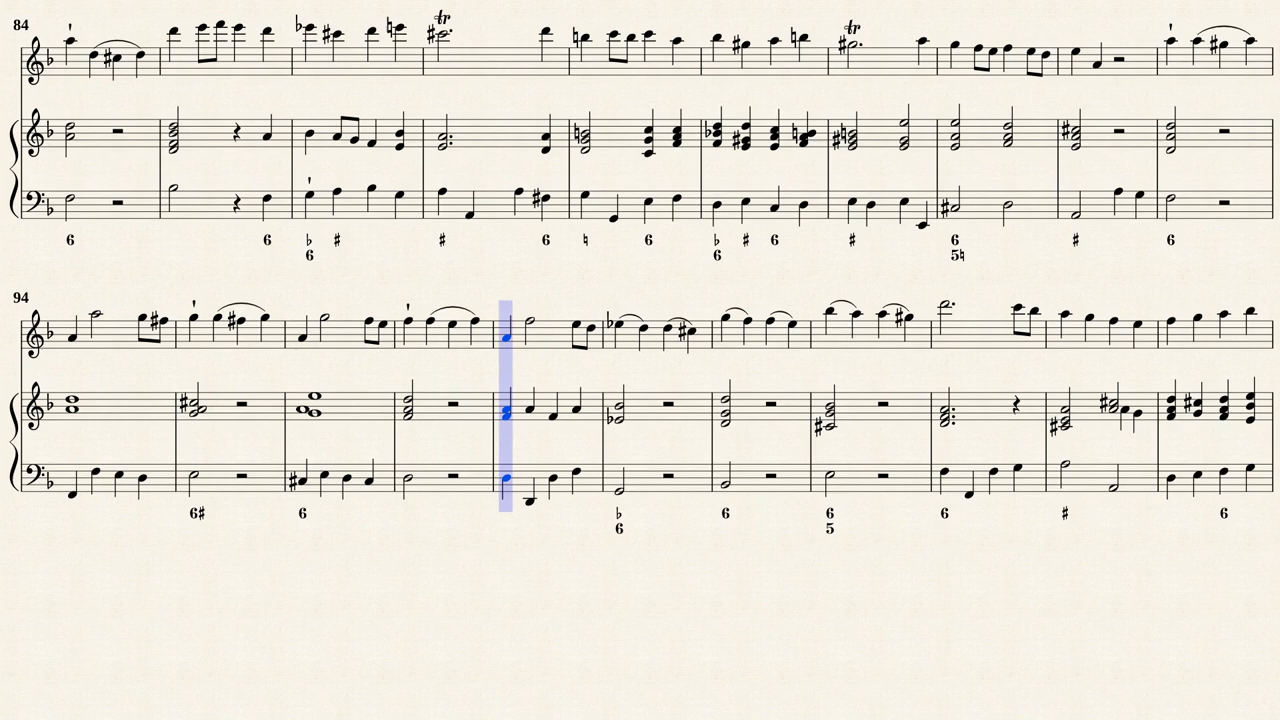 84
tr tr
6 6 ♭ ♯ ♯ 6 ♮ 6 ♭ ♯ 6 ♯ 6 ♯ 6
6 6 5♮
94
6♯ 6 ♭ 6 6 6 ♯ 6
6 5